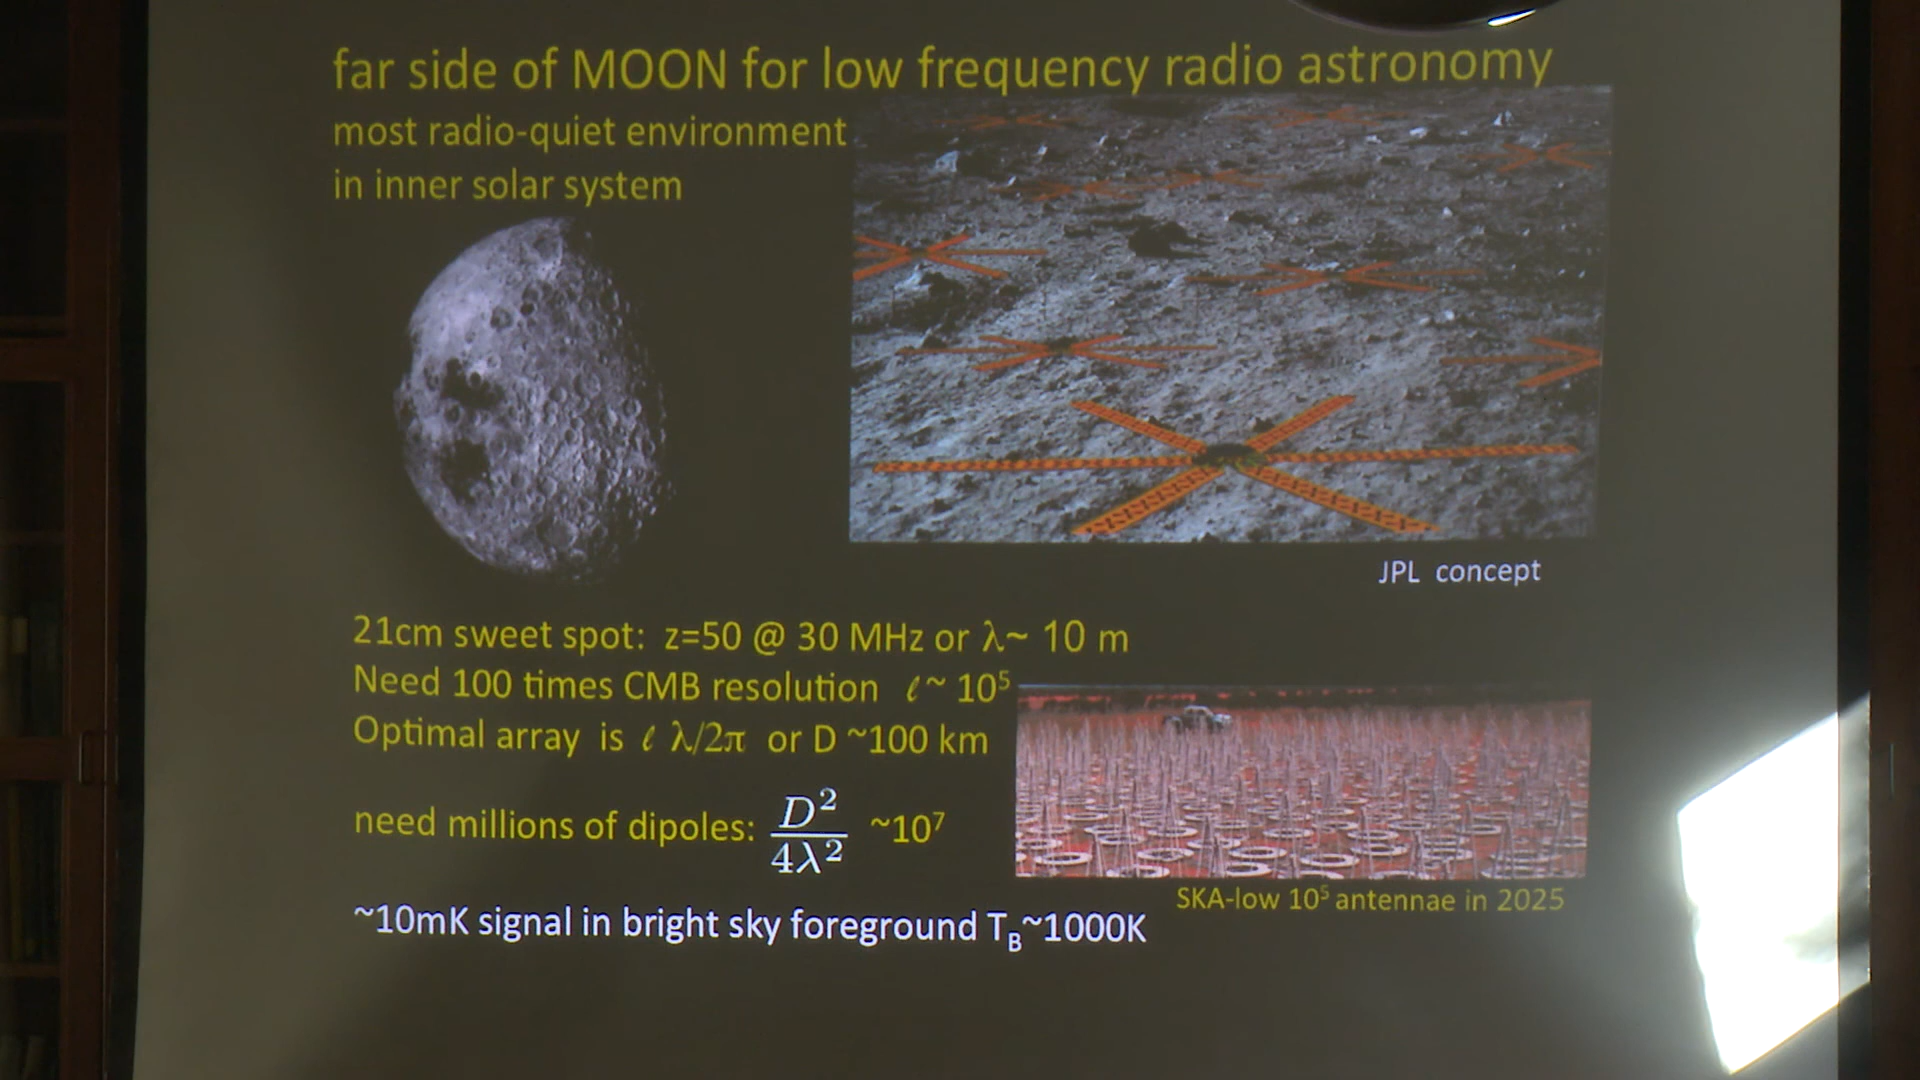 far side of MOON for low frequency radio astronomy
most radio-quiet environment
in inner solar system
JPL concept
21cm sweet spot: z=50 @ 30 MHz or λ~ 10 m
Need 100 times CMB resolution ℓ ~ 10⁵
Optimal array is ℓ λ/2π or D ~100 km
need millions of dipoles: D²/4λ² ~10⁷
SKA-low 10⁵ antennae in 2025
~10mK signal in bright sky foreground T_B~1000K